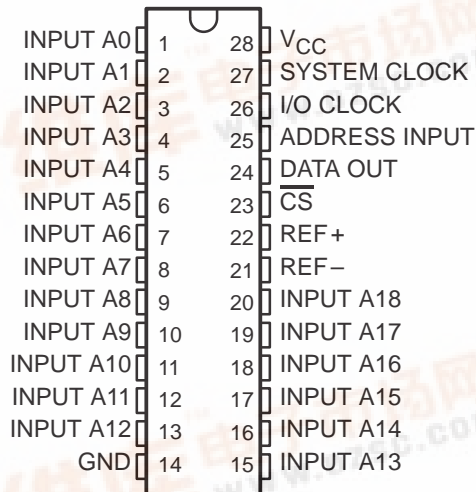 INPUT A0 1 28 VCC
INPUT A1 2 27 SYSTEM CLOCK
INPUT A2 3 26 I/O CLOCK
INPUT A3 4 25 ADDRESS INPUT
INPUT A4 5 24 DATA OUT
INPUT A5 6 23 C̅S̅
INPUT A6 7 22 REF+
INPUT A7 8 21 REF–
INPUT A8 9 20 INPUT A18
INPUT A9 10 19 INPUT A17
INPUT A10 11 18 INPUT A16
INPUT A11 12 17 INPUT A15
INPUT A12 13 16 INPUT A14
GND 14 15 INPUT A13